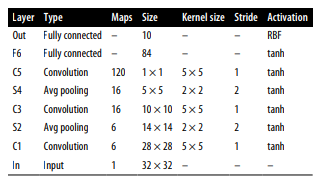 Layer Type Maps Size Kernel size Stride Activation
Out Fully connected – 10 – – RBF
F6 Fully connected – 84 – – tanh
C5 Convolution 120 1 × 1 5 × 5 1 tanh
S4 Avg pooling 16 5 × 5 2 × 2 2 tanh
C3 Convolution 16 10 × 10 5 × 5 1 tanh
S2 Avg pooling 6 14 × 14 2 × 2 2 tanh
C1 Convolution 6 28 × 28 5 × 5 1 tanh
In Input 1 32 × 32 – – –